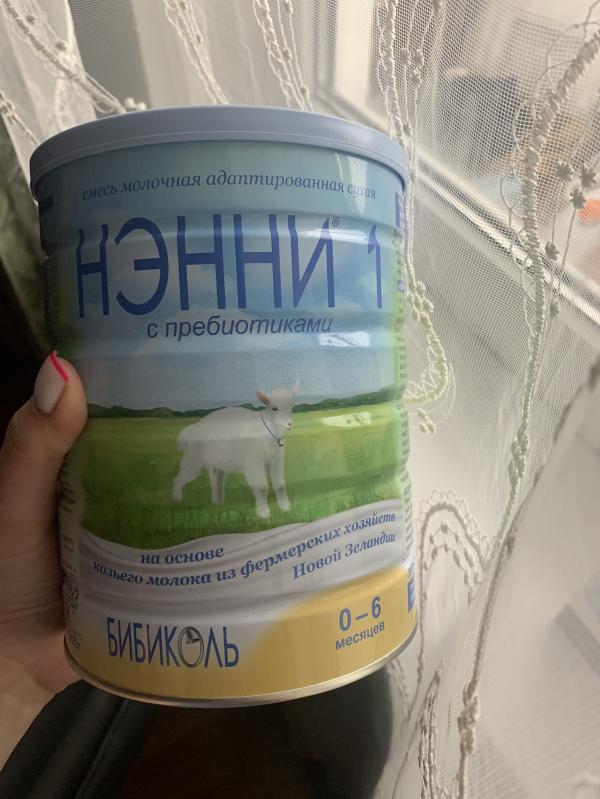 смесь молочная адаптированная сухая
НЭННИ® 1
с пребиотиками
на основе
козьего молока из фермерских хозяйств
Новой Зеландии
БИБИКОЛЬ
0–6
месяцев